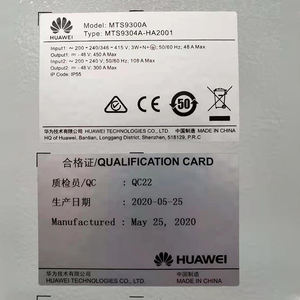 HUAWEI
Model: MTS9300A
Type: MTS9304A-HA2001
Input1: ~ 200 - 240/346 - 415 V; 3W+N+⏚; 50/60 Hz; 48 A Max
Output1: ⎓ 48 V; 450 A Max
Input2: ~ 200 - 240 V; 50/60 Hz; 108 A Max
Output2: ⎓ 48 V; 300 A Max
IP Code: IP55
CE
50
华为技术有限公司 HUAWEI TECHNOLOGIES CO., LTD. 中国制造 MADE IN CHINA
HQ of Huawei, Bantian, Longgang District, Shenzhen, 518129, P.R.C
合格证/QUALIFICATION CARD
质检员/QC : QC22
生产日期 : 2020-05-25
Manufactured : May 25, 2020
HUAWEI
华为技术有限公司 中国制造
HUAWEI TECHNOLOGIES CO., LTD. MADE IN CHINA